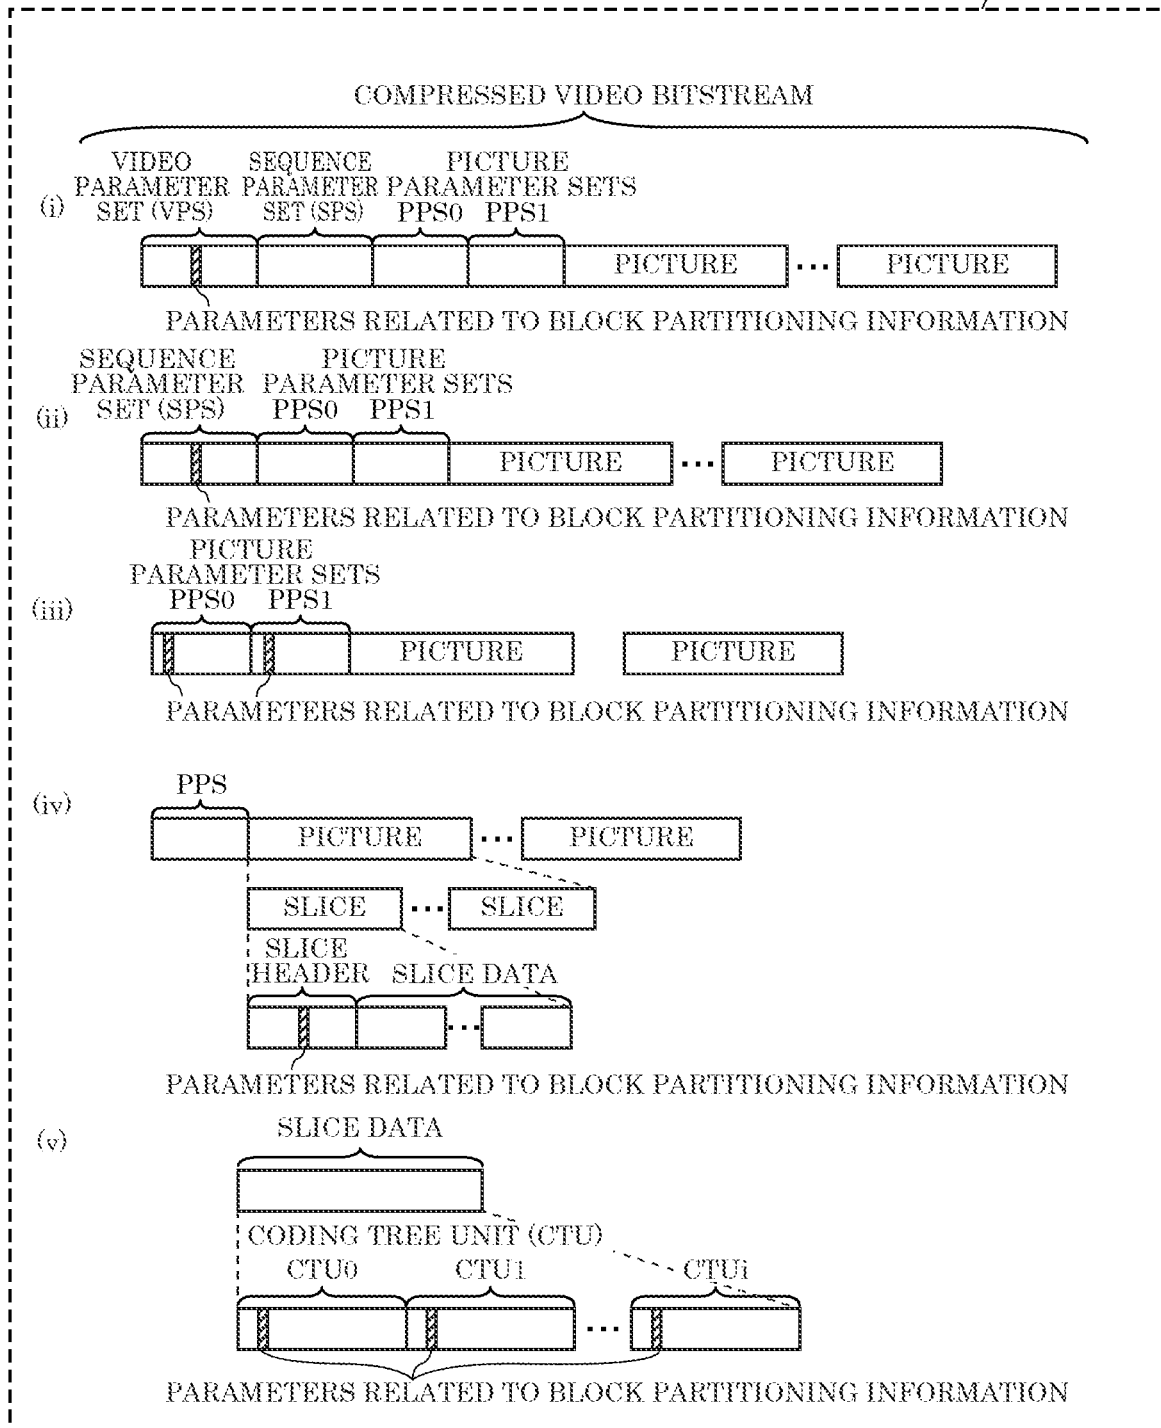 COMPRESSED VIDEO BITSTREAM
(i)
VIDEO PARAMETER SET (VPS)
SEQUENCE PARAMETER SET (SPS)
PICTURE PARAMETER SETS
PPS0 PPS1
PICTURE ... PICTURE
PARAMETERS RELATED TO BLOCK PARTITIONING INFORMATION
(ii)
SEQUENCE PARAMETER SET (SPS)
PICTURE PARAMETER SETS
PPS0 PPS1
PICTURE ... PICTURE
PARAMETERS RELATED TO BLOCK PARTITIONING INFORMATION
(iii)
PICTURE PARAMETER SETS
PPS0 PPS1
PICTURE PICTURE
PARAMETERS RELATED TO BLOCK PARTITIONING INFORMATION
(iv)
PPS
PICTURE ... PICTURE
SLICE ... SLICE
SLICE HEADER
SLICE DATA
...
PARAMETERS RELATED TO BLOCK PARTITIONING INFORMATION
(v)
SLICE DATA
CODING TREE UNIT (CTU)
CTU0 CTU1 CTUi
...
PARAMETERS RELATED TO BLOCK PARTITIONING INFORMATION